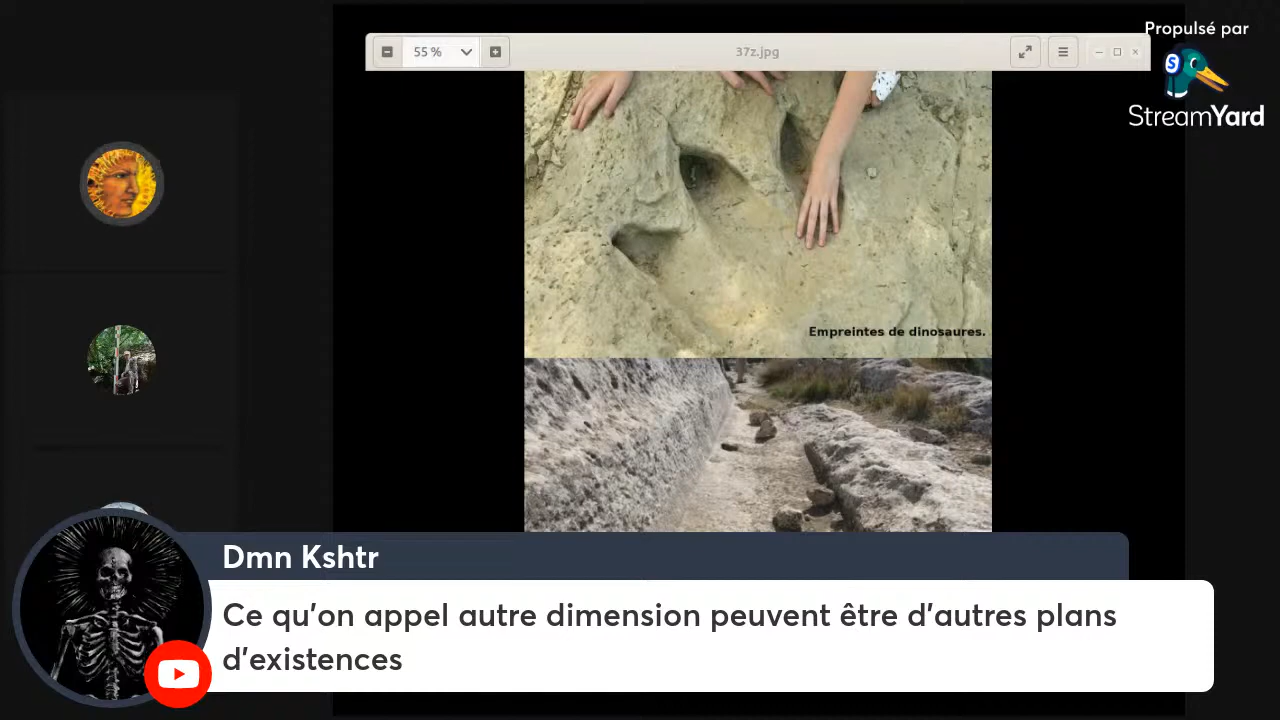 Propulsé par
StreamYard
55 %
37z.jpg
Empreintes de dinosaures.
Dmn Kshtr
Ce qu'on appel autre dimension peuvent être d'autres plans
d'existences